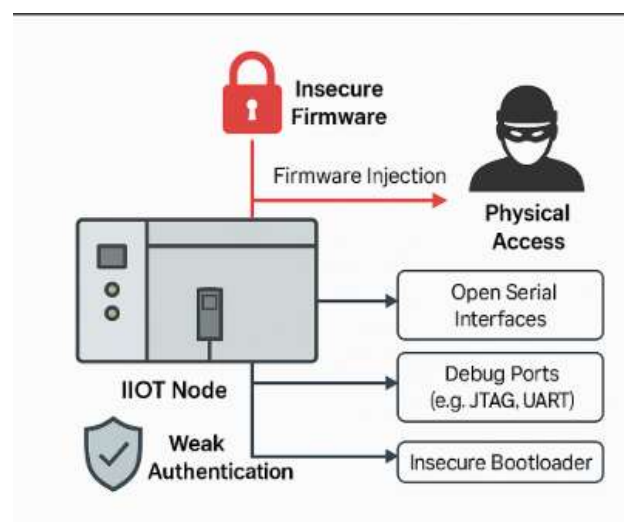 Insecure
Firmware
Firmware Injection
Physical
Access
Open Serial
Interfaces
Debug Ports
(e.g. JTAG, UART)
IIOT Node
Weak
Authentication
Insecure Bootloader